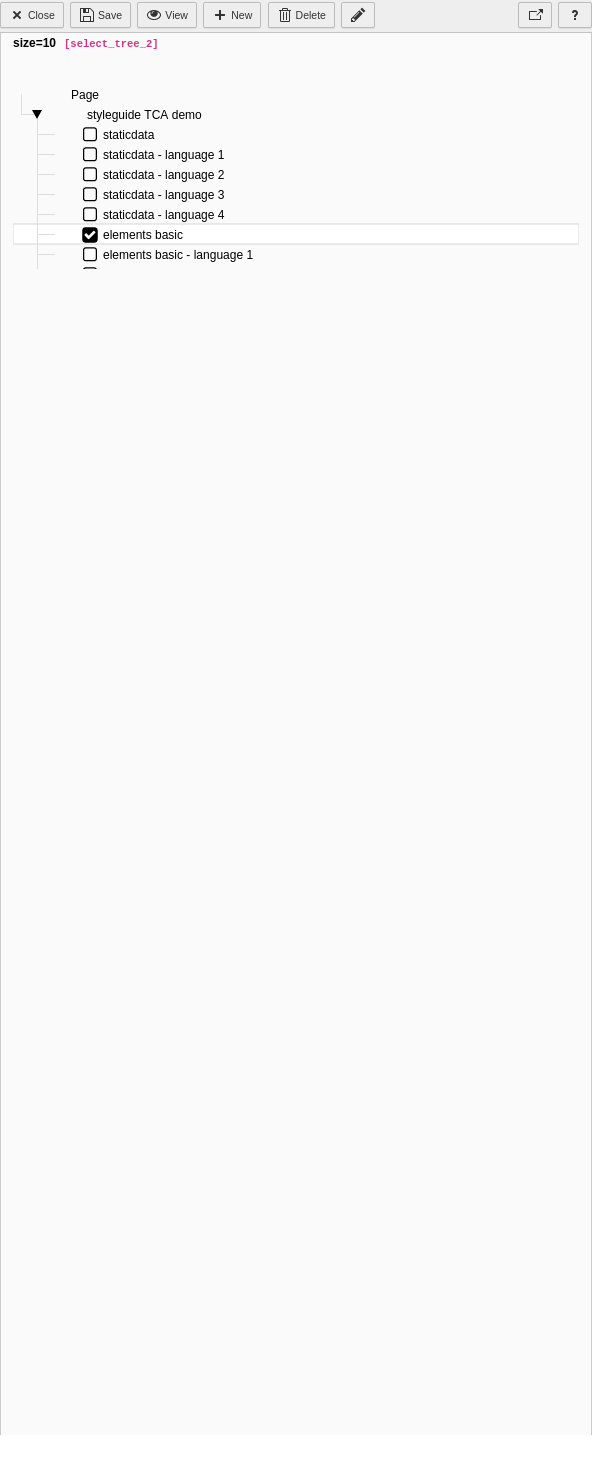 Close Save View New Delete ?
size=10 [select_tree_2]
Page
styleguide TCA demo
staticdata
staticdata - language 1
staticdata - language 2
staticdata - language 3
staticdata - language 4
elements basic
elements basic - language 1